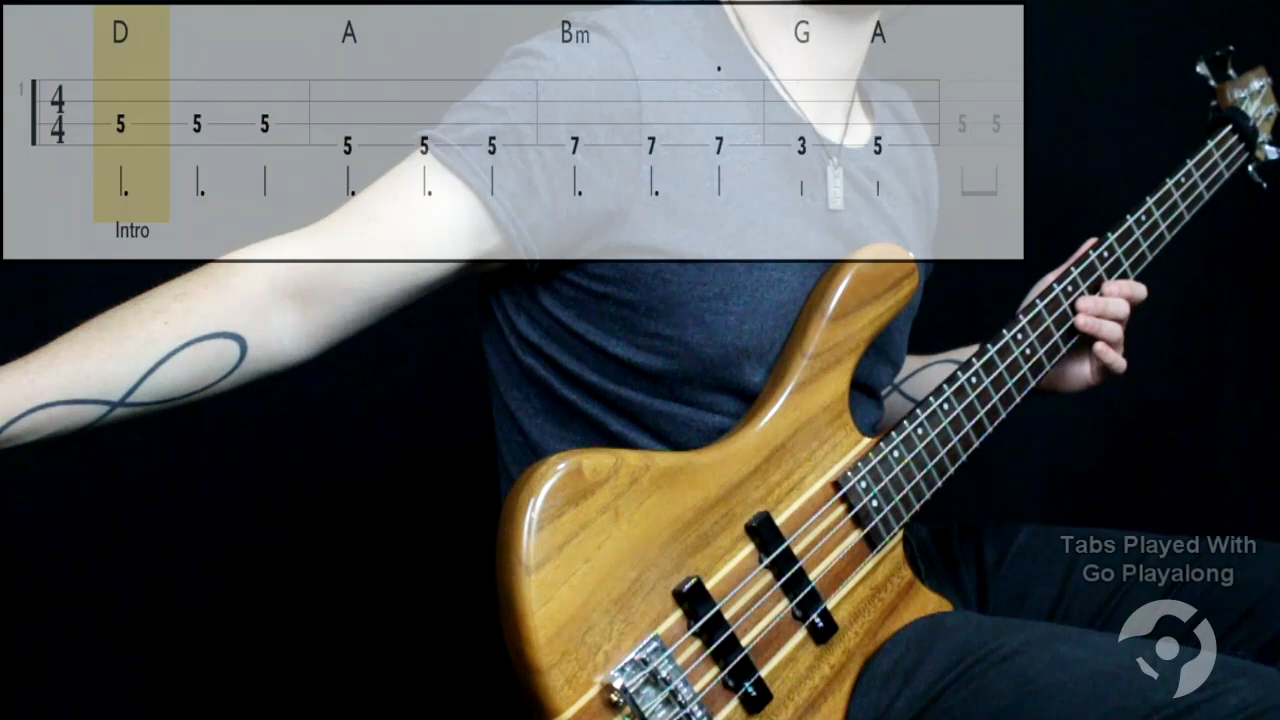 D A Bm G A
1
4
4
5 5 5 5 5
5 5 5 7 7 7 3 5
Intro
Tabs Played With
Go Playalong